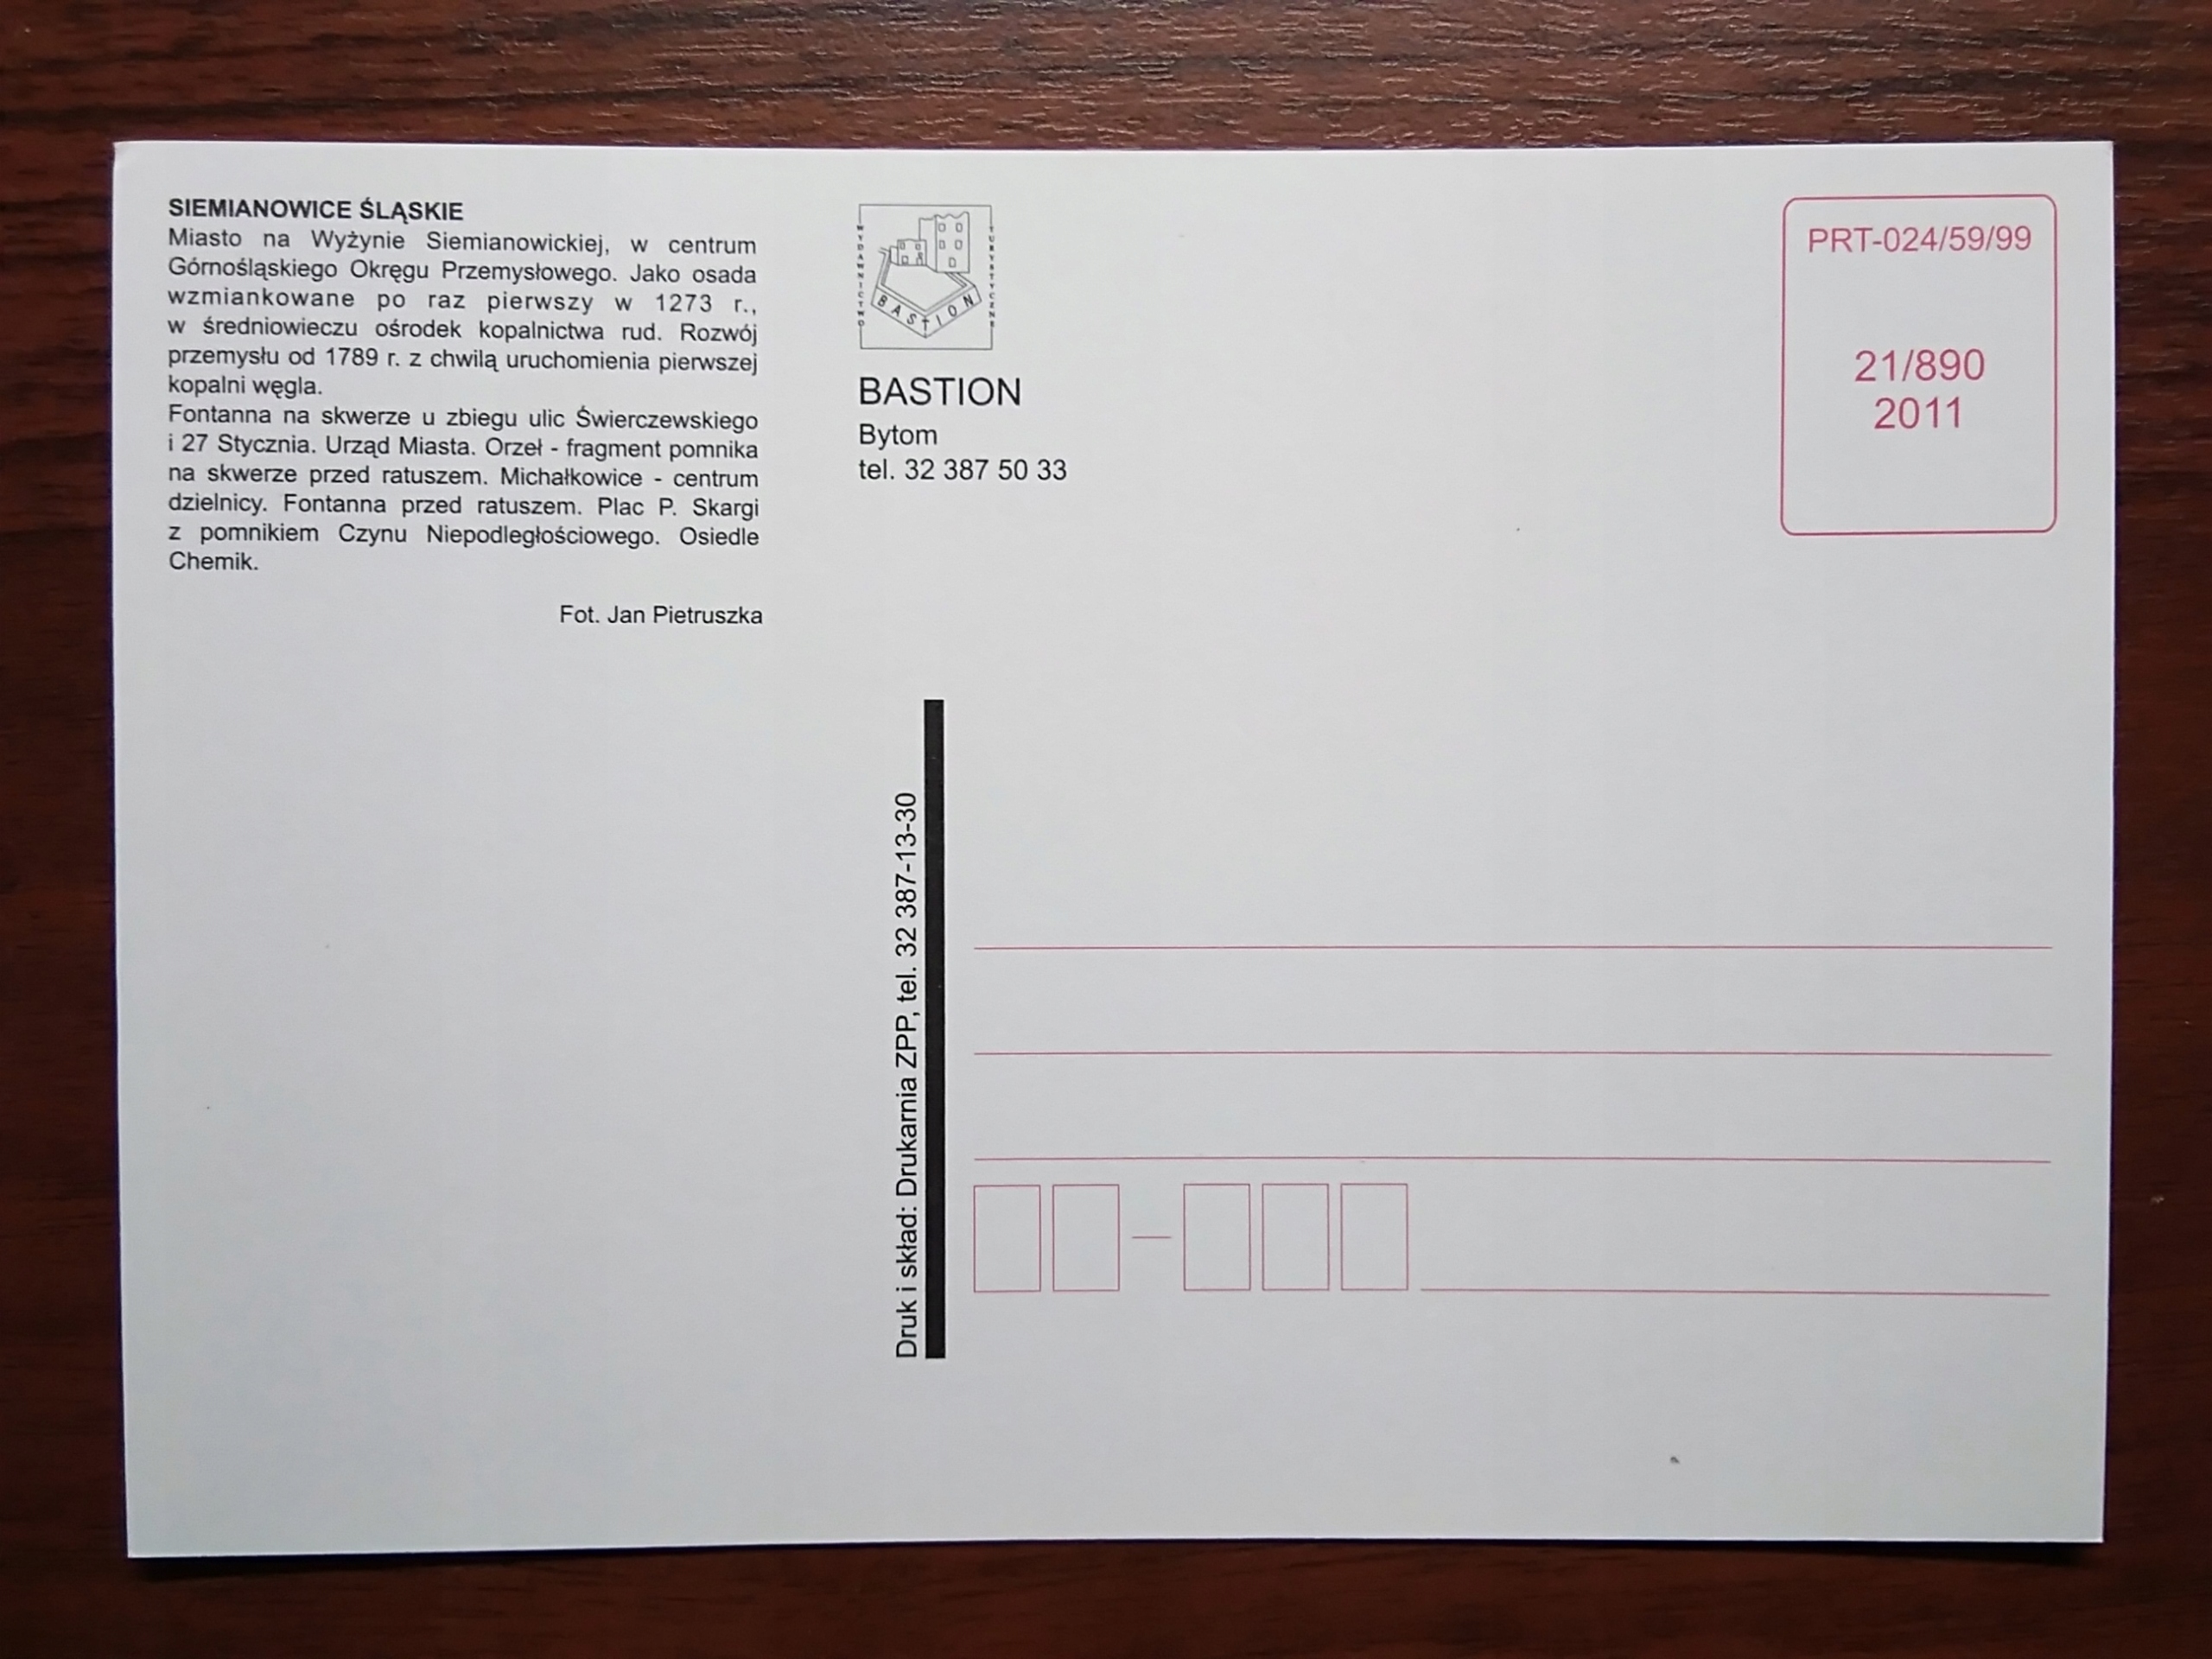 SIEMIANOWICE ŚLĄSKIE
Miasto na Wyżynie Siemianowickiej, w centrum
Górnośląskiego Okręgu Przemysłowego. Jako osada
wzmiankowane po raz pierwszy w 1273 r.,
w średniowieczu ośrodek kopalnictwa rud. Rozwój
przemysłu od 1789 r. z chwilą uruchomienia pierwszej
kopalni węgla.
Fontanna na skwerze u zbiegu ulic Świerczewskiego
i 27 Stycznia. Urząd Miasta. Orzeł - fragment pomnika
na skwerze przed ratuszem. Michałkowice - centrum
dzielnicy. Fontanna przed ratuszem. Plac P. Skargi
z pomnikiem Czynu Niepodległościowego. Osiedle
Chemik.
Fot. Jan Pietruszka
WYDAWNICTWO
TURYSTYCZNE
BASTION
BASTION
Bytom
tel. 32 387 50 33
PRT-024/59/99
21/890
2011
Druk i skład: Drukarnia ZPP, tel. 32 387-13-30